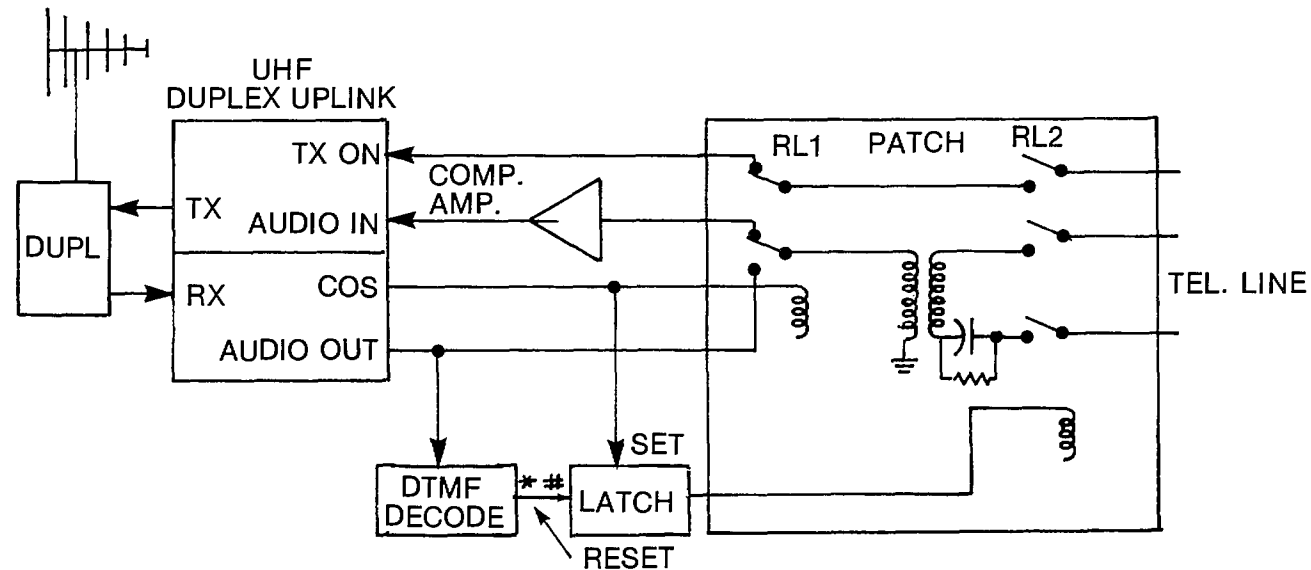 UHF
DUPLEX UPLINK
TX ON
TX
AUDIO IN
RX
COS
AUDIO OUT
DUPL
COMP.
AMP.
RL1
PATCH
RL2
TEL. LINE
SET
DTMF
DECODE
* #
LATCH
RESET